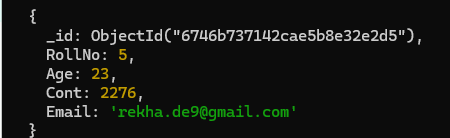 {
_id: ObjectId("6746b737142cae5b8e32e2d5"),
RollNo: 5,
Age: 23,
Cont: 2276,
Email: 'rekha.de9@gmail.com'
}